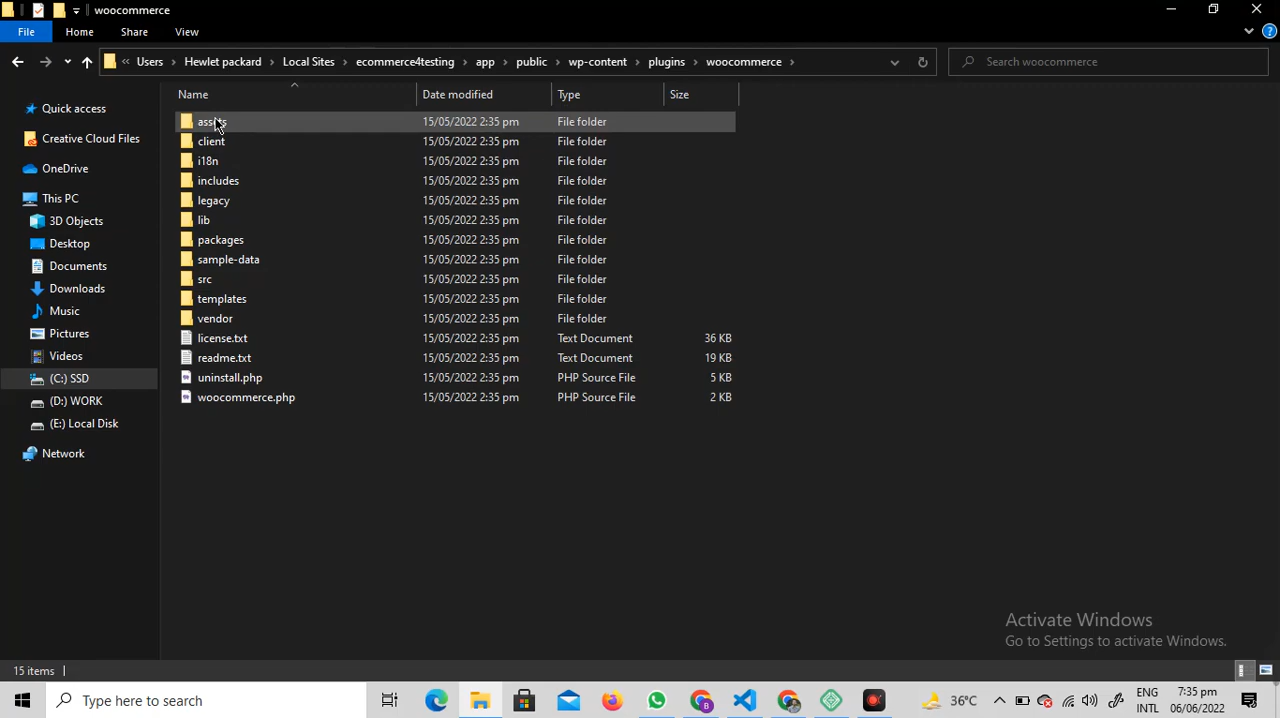 woocommerce
File Home Share View
« Users > Hewlet packard > Local Sites > ecommerce4testing > app > public > wp-content > plugins > woocommerce >
Search woocommerce
Quick access
Creative Cloud Files
OneDrive
This PC
3D Objects
Desktop
Documents
Downloads
Music
Pictures
Videos
(C:) SSD
(D:) WORK
(E:) Local Disk
Network
Name Date modified Type Size
assets 15/05/2022 2:35 pm File folder
client 15/05/2022 2:35 pm File folder
i18n 15/05/2022 2:35 pm File folder
includes 15/05/2022 2:35 pm File folder
legacy 15/05/2022 2:35 pm File folder
lib 15/05/2022 2:35 pm File folder
packages 15/05/2022 2:35 pm File folder
sample-data 15/05/2022 2:35 pm File folder
src 15/05/2022 2:35 pm File folder
templates 15/05/2022 2:35 pm File folder
vendor 15/05/2022 2:35 pm File folder
license.txt 15/05/2022 2:35 pm Text Document 36 KB
readme.txt 15/05/2022 2:35 pm Text Document 19 KB
uninstall.php 15/05/2022 2:35 pm PHP Source File 5 KB
woocommerce.php 15/05/2022 2:35 pm PHP Source File 2 KB
Activate Windows
Go to Settings to activate Windows.
15 items
Type here to search
36°C
ENG
INTL
7:35 pm
06/06/2022